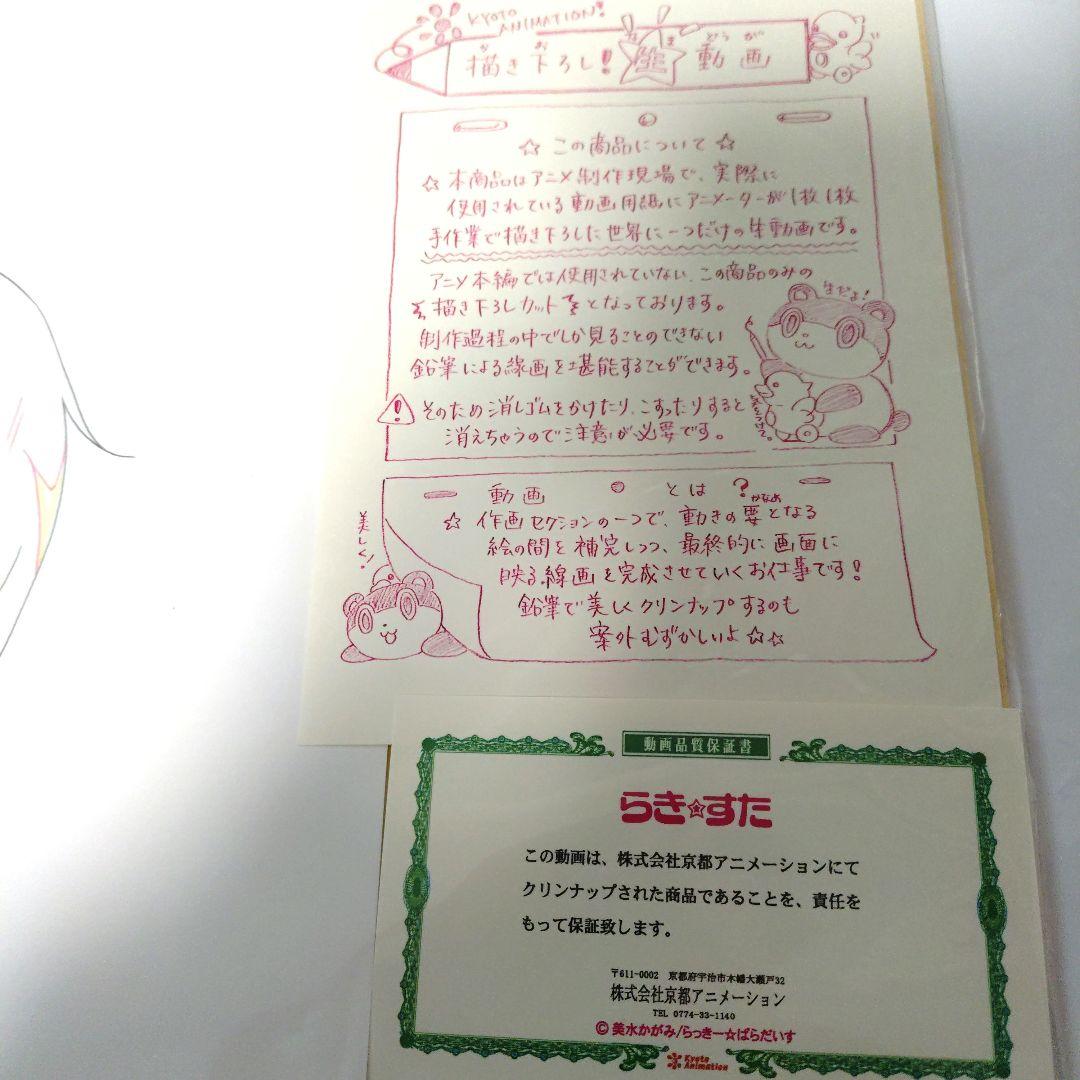 KYOTO
ANIMATION!
描き下ろし! 生動画
☆ この商品について ☆
☆ 本商品はアニメ制作現場で、実際に
使用されている動画用紙にアニメーターが1枚1枚
手作業で描き下ろした世界に一つだけの生動画です。
アニメ本編では使用されていない、この商品のみの
描き下ろしカットとなっております。
制作過程の中でしか見ることのできない
鉛筆による線画を堪能することができます。
生だよ!
そのため消しゴムをかけたり、こすったりすると
消えちゃうので注意が必要です。
気をつけて。
動画 とは?
☆ 作画セクションの一つで、動きの要となる
絵の間を補完しつつ、最終的に画面に
映る線画を完成させていくお仕事です!
鉛筆で美しくクリンナップするのも
案外むずかしいよ☆☆
美しく!
動画品質保証書
らき☆すた
この動画は、株式会社京都アニメーションにて
クリンナップされた商品であることを、責任を
もって保証致します。
〒611-0002 京都府宇治市木幡大瀬戸32
株式会社京都アニメーション
TEL 0774-33-1140
©美水かがみ/らっきー☆ぱらだいす
Kyoto
Animation